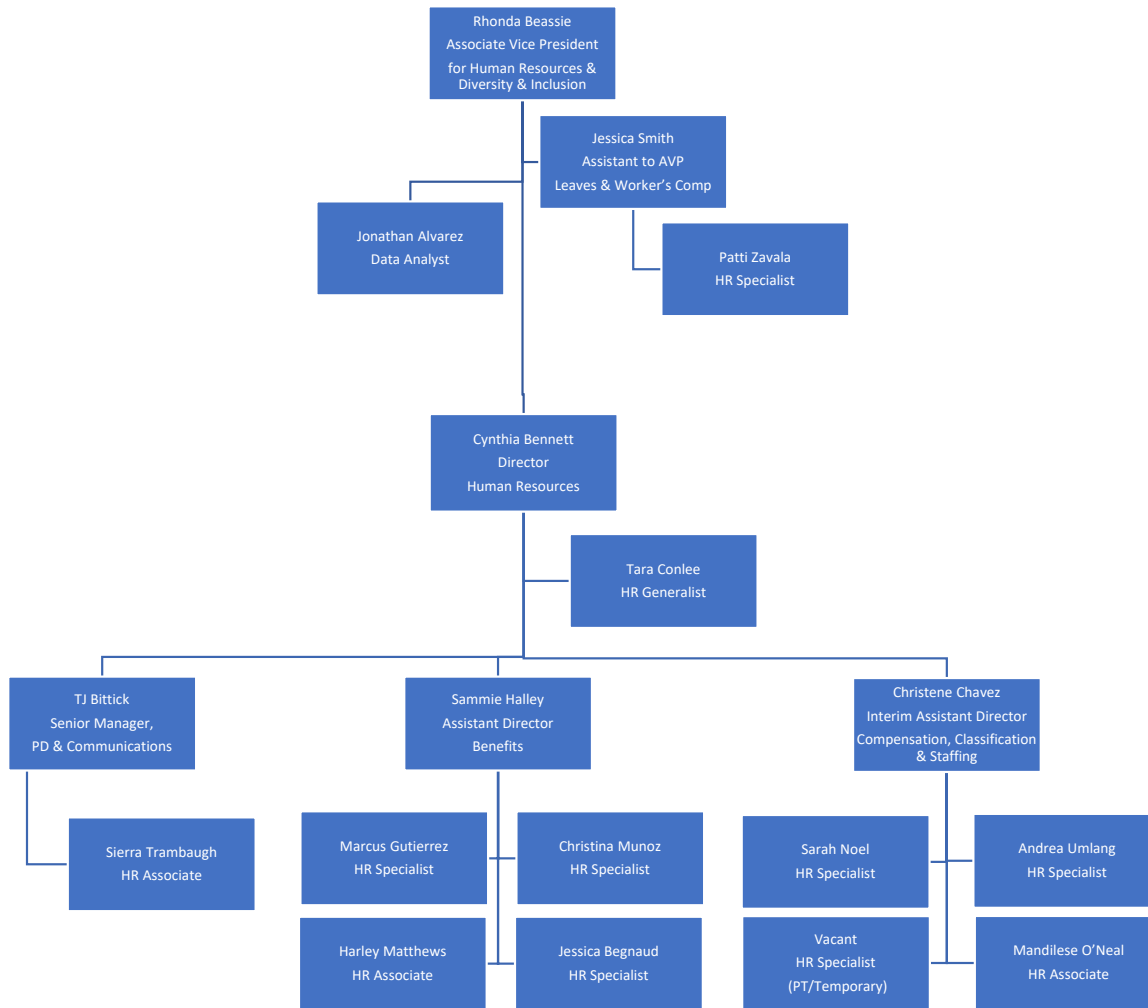 Rhonda Beassie
Associate Vice President
for Human Resources &
Diversity & Inclusion
Jessica Smith
Assistant to AVP
Leaves & Worker’s Comp
Jonathan Alvarez
Data Analyst
Patti Zavala
HR Specialist
Cynthia Bennett
Director
Human Resources
Tara Conlee
HR Generalist
TJ Bittick
Senior Manager,
PD & Communications
Sammie Halley
Assistant Director
Benefits
Christene Chavez
Interim Assistant Director
Compensation, Classification
& Staffing
Sierra Trambaugh
HR Associate
Marcus Gutierrez
HR Specialist
Christina Munoz
HR Specialist
Sarah Noel
HR Specialist
Andrea Umlang
HR Specialist
Harley Matthews
HR Associate
Jessica Begnaud
HR Specialist
Vacant
HR Specialist
(PT/Temporary)
Mandilese O’Neal
HR Associate